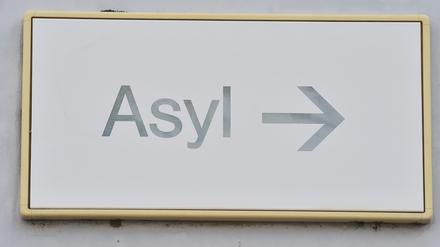 Asyl →